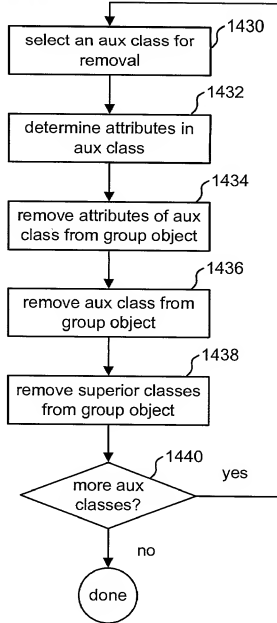 1430
select an aux class for
removal
1432
determine attributes in
aux class
1434
remove attributes of aux
class from group object
1436
remove aux class from
group object
1438
remove superior classes
from group object
1440
more aux
classes?
yes
no
done